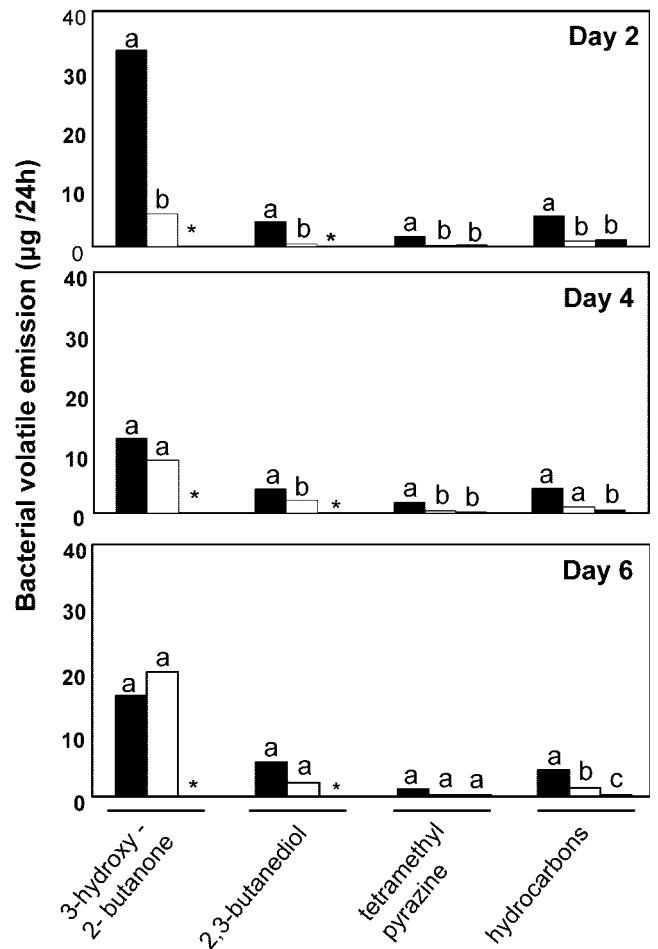 Bacterial volatile emission (µg /24h)
Day 2
40
30
20
10
0
a
b
*
a
b
*
a
b
b
a
b
b
Day 4
40
30
20
10
0
a
a
*
a
b
*
a
b
b
a
a
b
Day 6
40
30
20
10
0
a
a
*
a
a
*
a
a
a
a
b
c
3-hydroxy -
2- butanone
2,3-butanediol
tetramethyl
pyrazine
hydrocarbons